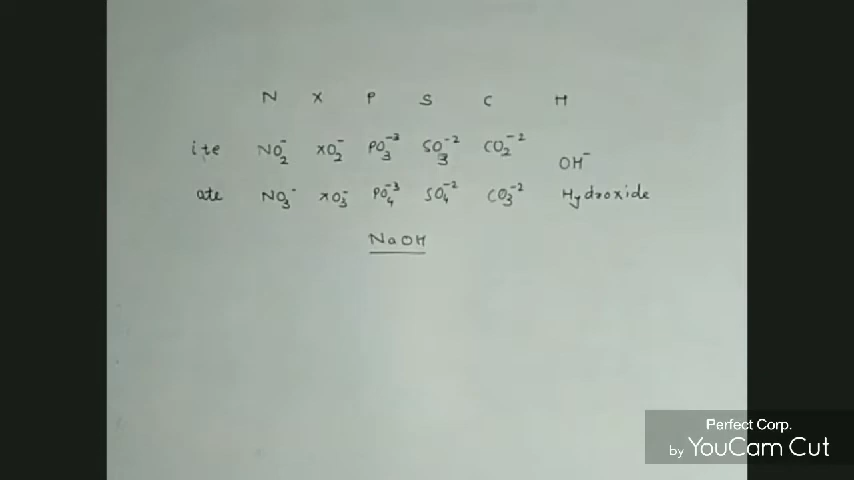 N X P S C H
ite NO₂⁻ XO₂⁻ PO₃⁻³ SO₃⁻² CO₂⁻² OH⁻
ate NO₃⁻ XO₃⁻ PO₄⁻³ SO₄⁻² CO₃⁻² Hydroxide
NaOH
Perfect Corp.
by YouCam Cut